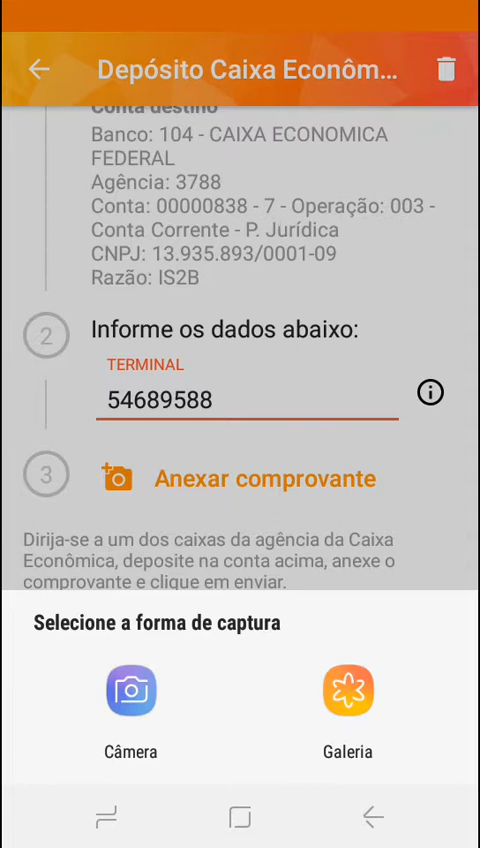 Depósito Caixa Econôm...
Conta destino
Banco: 104 - CAIXA ECONOMICA
FEDERAL
Agência: 3788
Conta: 00000838 - 7 - Operação: 003 -
Conta Corrente - P. Jurídica
CNPJ: 13.935.893/0001-09
Razão: IS2B
2
Informe os dados abaixo:
TERMINAL
54689588
3
Anexar comprovante
Dirija-se a um dos caixas da agência da Caixa
Econômica, deposite na conta acima, anexe o
comprovante e clique em enviar.
Selecione a forma de captura
Câmera
Galeria